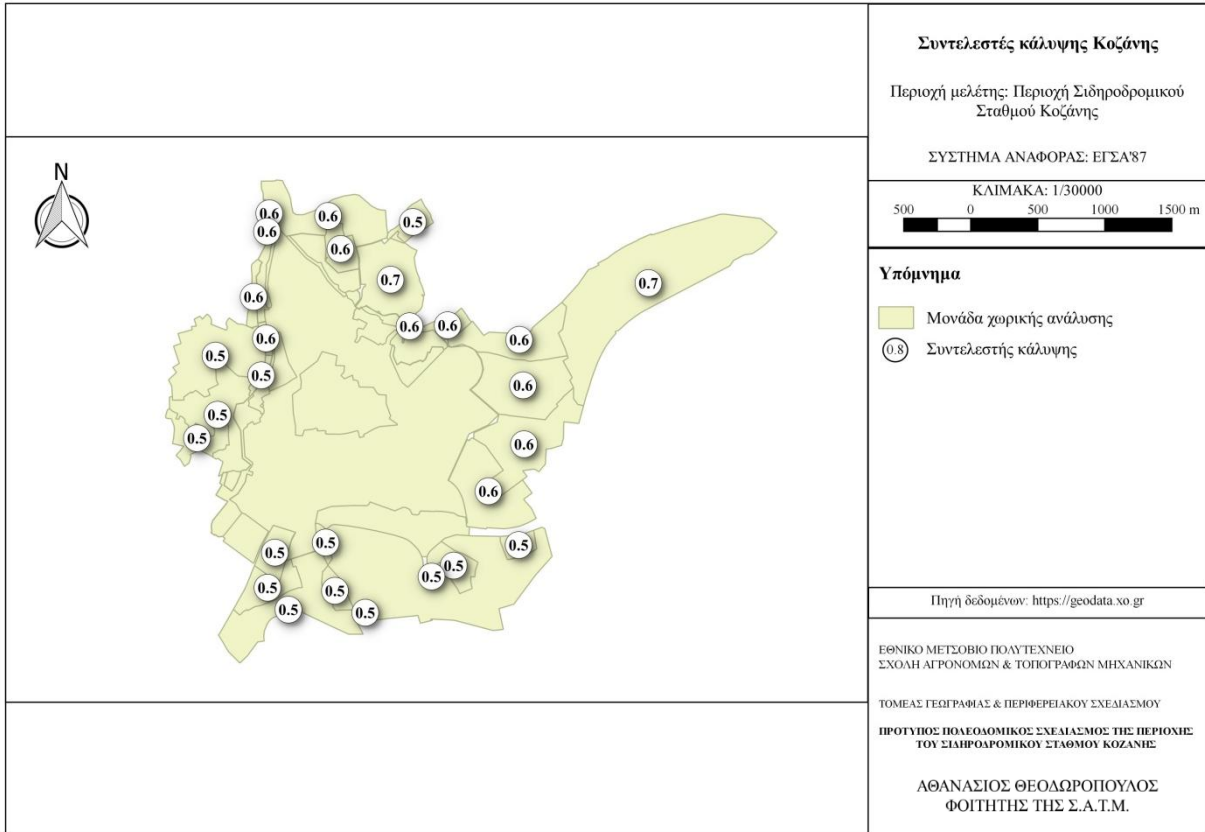 Συντελεστές κάλυψης Κοζάνης
Περιοχή μελέτης: Περιοχή Σιδηροδρομικού
Σταθμού Κοζάνης
ΣΥΣΤΗΜΑ ΑΝΑΦΟΡΑΣ: ΕΓΣΑ'87
ΚΛΙΜΑΚΑ: 1/30000
500 0 500 1000 1500 m
Υπόμνημα
Μονάδα χωρικής ανάλυσης
0.8 Συντελεστής κάλυψης
Πηγή δεδομένων: https://geodata.xo.gr
ΕΘΝΙΚΟ ΜΕΤΣΟΒΙΟ ΠΟΛΥΤΕΧΝΕΙΟ
ΣΧΟΛΗ ΑΓΡΟΝΟΜΩΝ & ΤΟΠΟΓΡΑΦΩΝ ΜΗΧΑΝΙΚΩΝ
ΤΟΜΕΑΣ ΓΕΩΓΡΑΦΙΑΣ & ΠΕΡΙΦΕΡΕΙΑΚΟΥ ΣΧΕΔΙΑΣΜΟΥ
ΠΡΟΤΥΠΟΣ ΠΟΛΕΟΔΟΜΙΚΟΣ ΣΧΕΔΙΑΣΜΟΣ ΤΗΣ ΠΕΡΙΟΧΗΣ
ΤΟΥ ΣΙΔΗΡΟΔΡΟΜΙΚΟΥ ΣΤΑΘΜΟΥ ΚΟΖΑΝΗΣ
ΑΘΑΝΑΣΙΟΣ ΘΕΟΔΩΡΟΠΟΥΛΟΣ
ΦΟΙΤΗΤΗΣ ΤΗΣ Σ.Α.Τ.Μ.
N
0.6
0.6
0.5
0.6
0.6
0.7
0.7
0.6
0.6
0.6
0.6
0.6
0.5
0.5
0.6
0.5
0.5
0.6
0.6
0.5
0.5
0.5
0.5
0.5
0.5
0.5
0.5
0.5